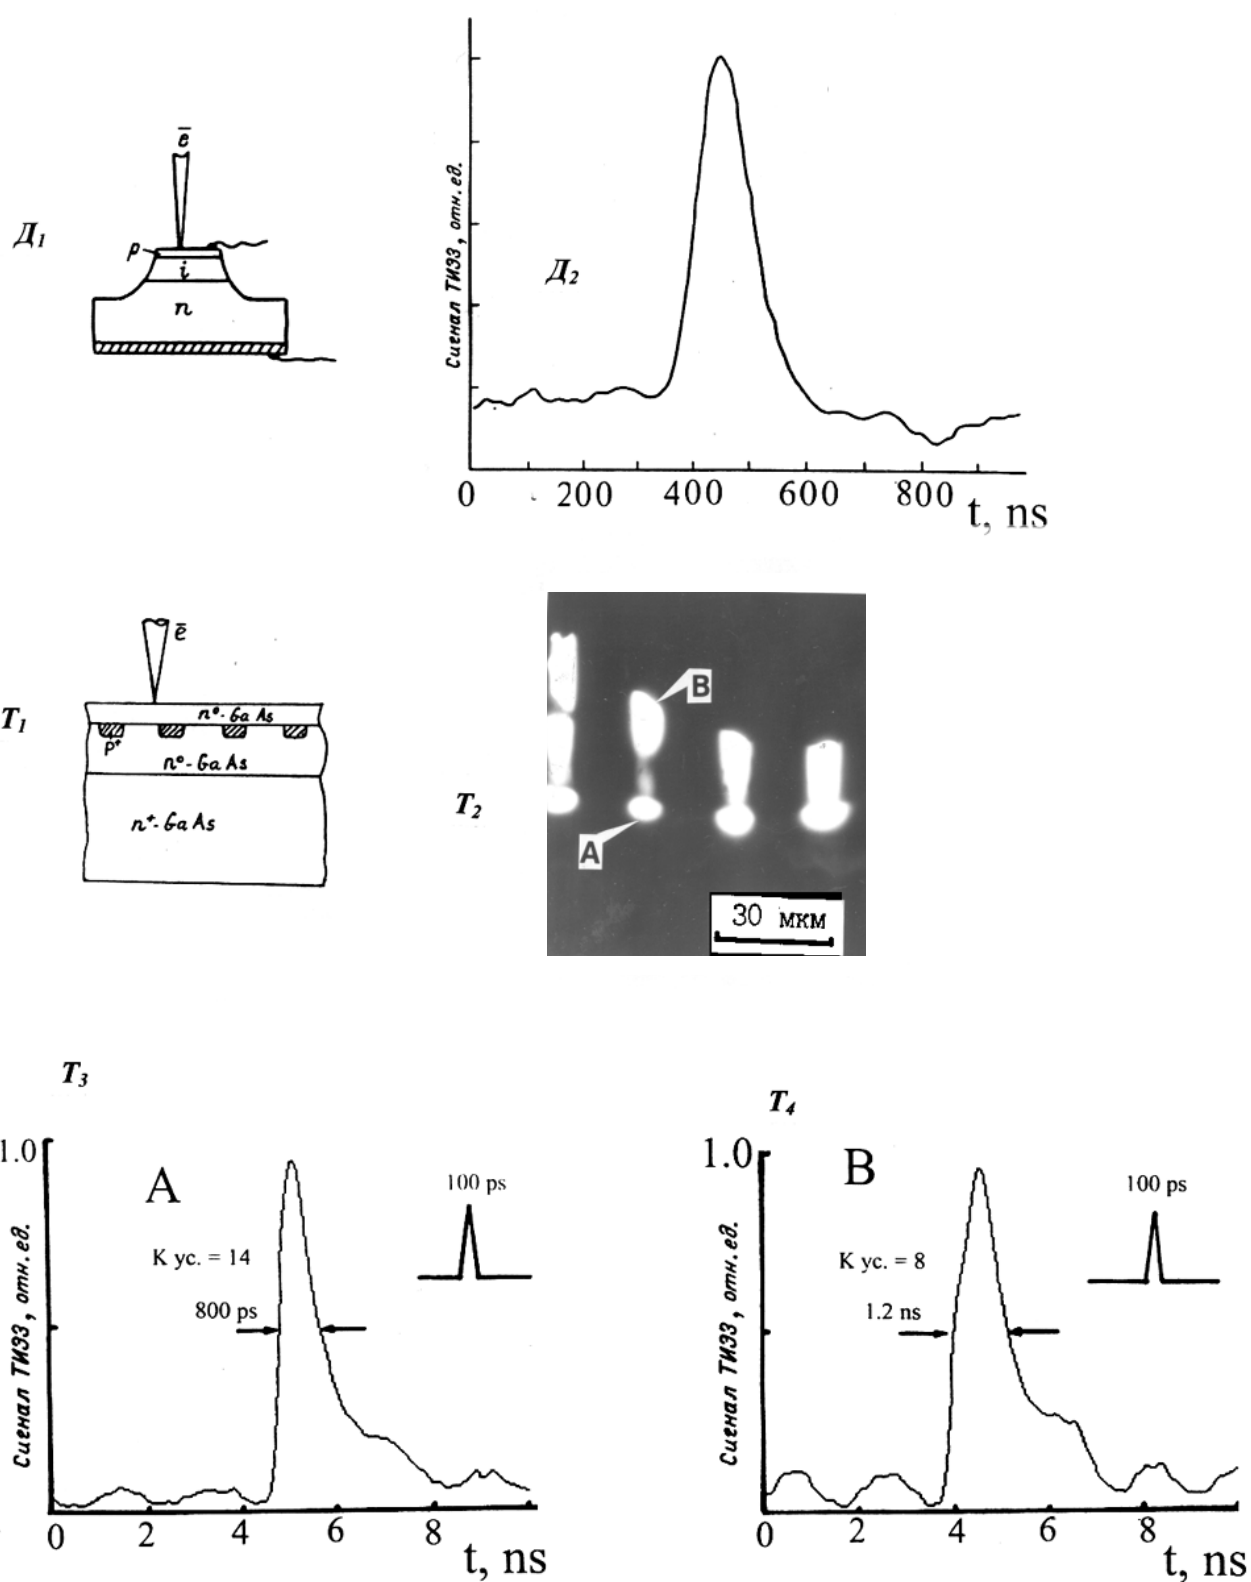 Д₁
ē
p
i
n
Сигнал ТИЭЗ, отн. ед.
Д₂
0 200 400 600 800
t, ns
T₁
ē
n°-GaAs
p⁺
n°-GaAs
n⁺-GaAs
T₂
B
A
30 мкм
T₃
1.0
A
100 ps
К ус. = 14
800 ps
Сигнал ТИЭЗ, отн. ед.
0 2 4 6 8
t, ns
T₄
1.0
B
100 ps
К ус. = 8
1.2 ns
Сигнал ТИЭЗ, отн. ед.
0 2 4 6 8
t, ns